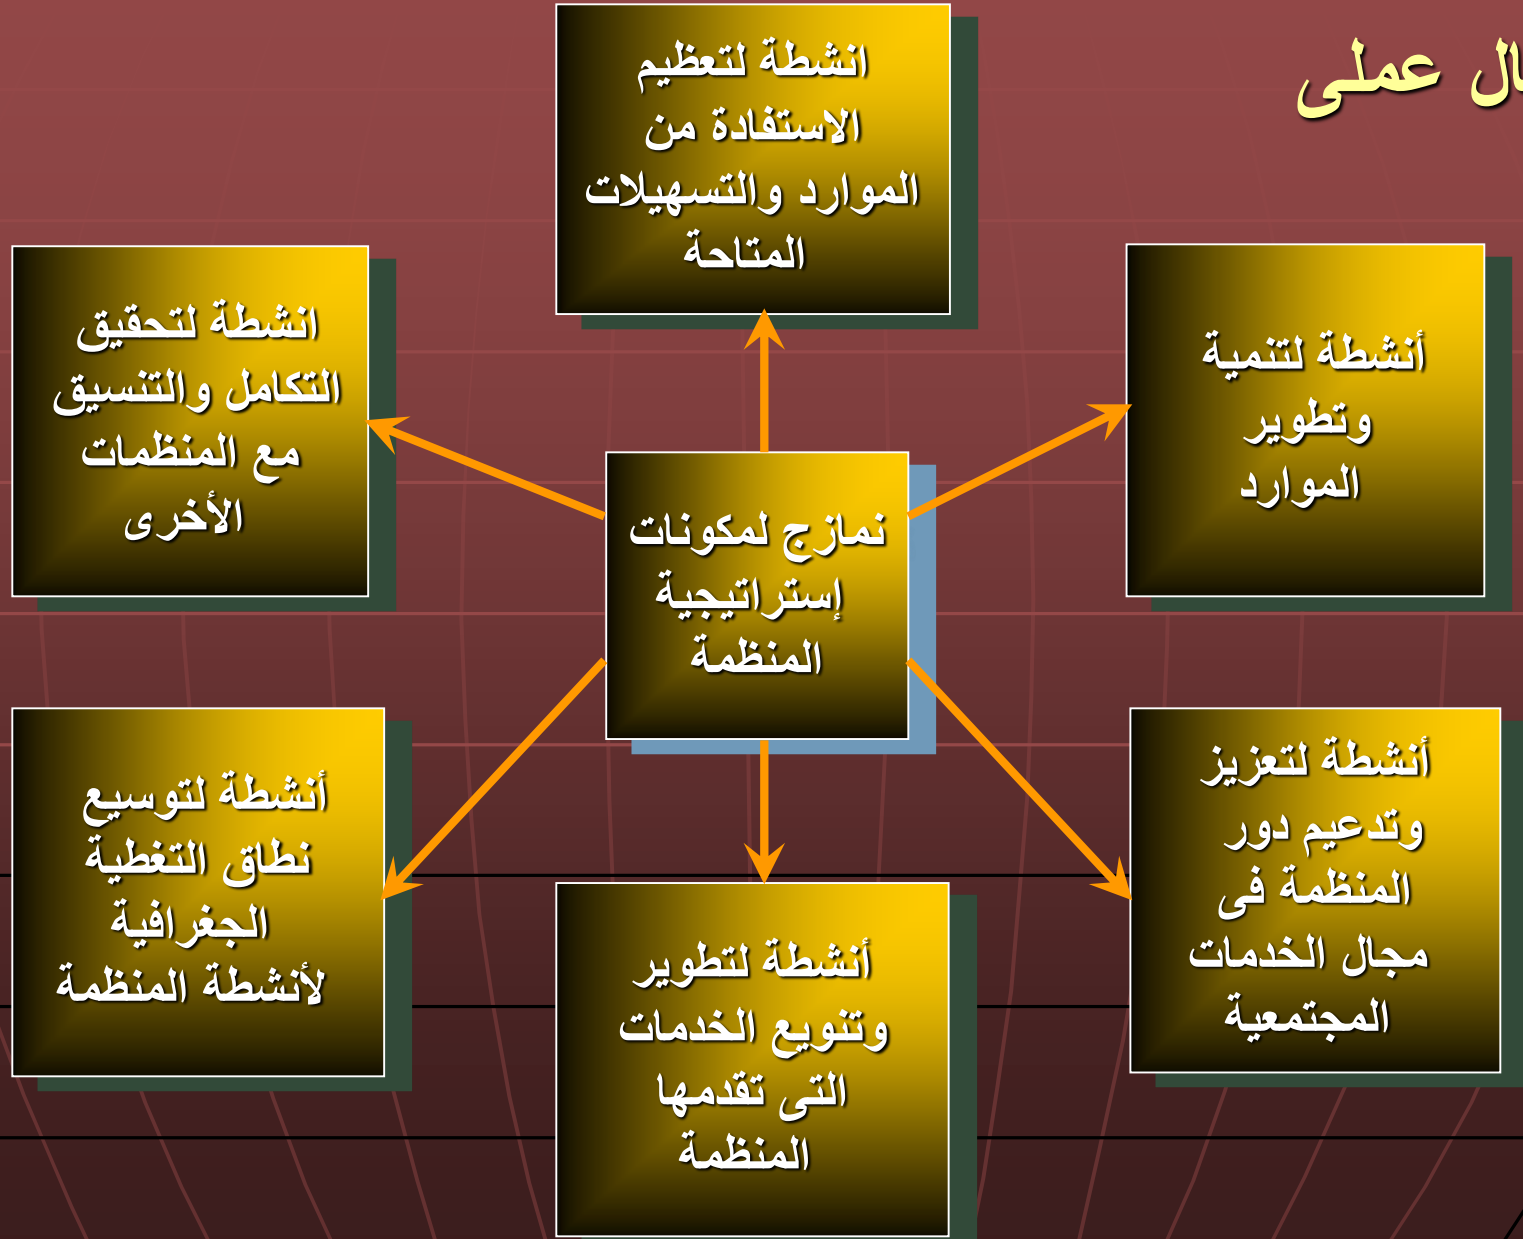 عملى
انشطة لتعظيم
الاستفادة من
الموارد والتسهيلات
المتاحة
أنشطة لتنمية
وتطوير
الموارد
انشطة لتحقيق
التكامل والتنسيق
مع المنظمات
الأخرى
نمازج لمكونات
إستراتيجية
المنظمة
أنشطة لتعزيز
وتدعيم دور
المنظمة فى
مجال الخدمات
المجتمعية
أنشطة لتوسيع
نطاق التغطية
الجغرافية
لأنشطة المنظمة
أنشطة لتطوير
وتنويع الخدمات
التى تقدمها
المنظمة